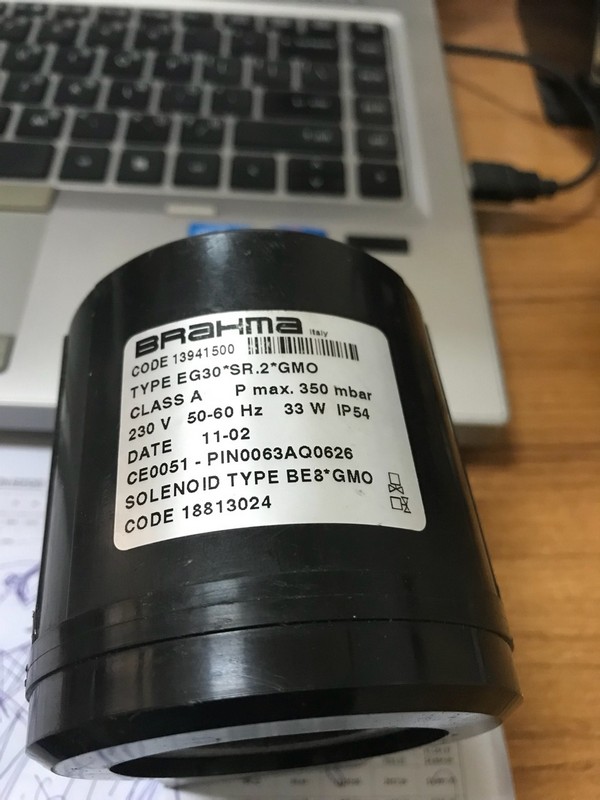 BRAHMA Italy
CODE 13941500
TYPE EG30*SR.2*GMO
CLASS A P max. 350 mbar
230 V 50-60 Hz 33 W IP54
DATE 11-02
CE0051 - PIN0063AQ0626
SOLENOID TYPE BE8*GMO
CODE 18813024